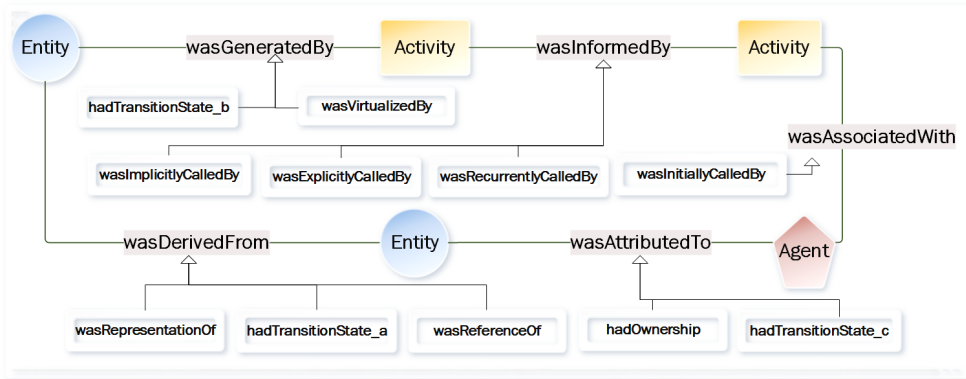 Entity
wasGeneratedBy
Activity
wasInformedBy
Activity
hadTransitionState_b
wasVirtualizedBy
wasAssociatedWith
wasImplicitlyCalledBy
wasExplicitlyCalledBy
wasRecurrentlyCalledBy
wasInitiallyCalledBy
wasDerivedFrom
Entity
wasAttributedTo
Agent
wasRepresentationOf
hadTransitionState_a
wasReferenceOf
hadOwnership
hadTransitionState_c